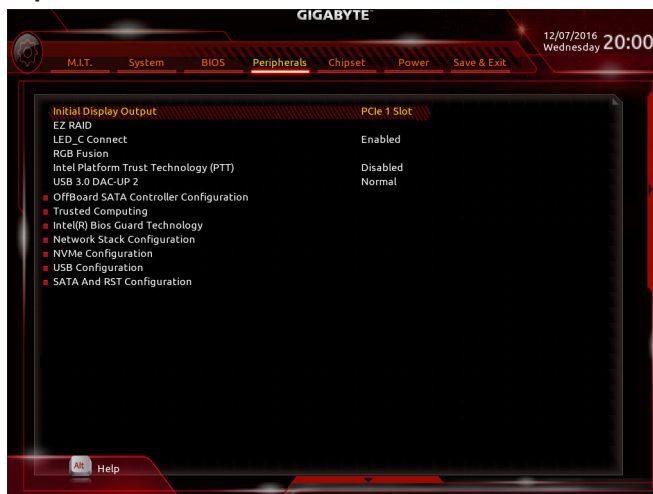 GIGABYTE™
12/07/2016 20:00
Wednesday
M.I.T. System BIOS Peripherals Chipset Power Save & Exit
Initial Display Output PCIe 1 Slot
EZ RAID
LED_C Connect Enabled
RGB Fusion
Intel Platform Trust Technology (PTT) Disabled
USB 3.0 DAC-UP 2 Normal
OffBoard SATA Controller Configuration
Trusted Computing
Intel(R) Bios Guard Technology
Network Stack Configuration
NVMe Configuration
USB Configuration
SATA And RST Configuration
Alt Help